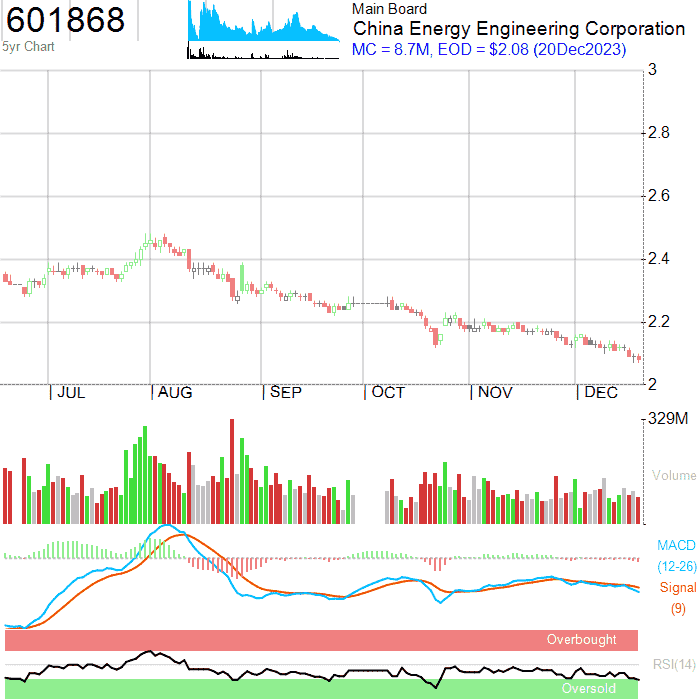 601868
5yr Chart
Main Board
China Energy Engineering Corporation
MC = 8.7M, EOD = $2.08 (20Dec2023)
3
2.8
2.6
2.4
2.2
2
JUL AUG SEP OCT NOV DEC
329M
Volume
MACD
(12-26)
Signal
(9)
Overbought
RSI(14)
Oversold